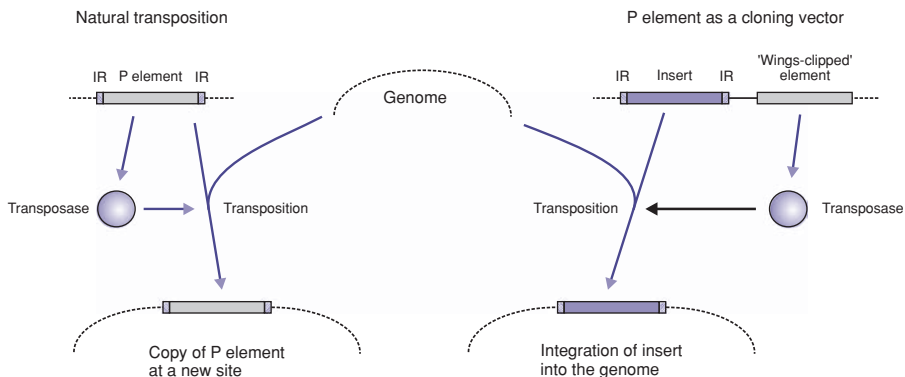 Natural transposition
P element as a cloning vector
IR P element IR
Genome
IR Insert IR
'Wings-clipped'
element
Transposase
Transposition
Transposition
Transposase
Copy of P element
at a new site
Integration of insert
into the genome